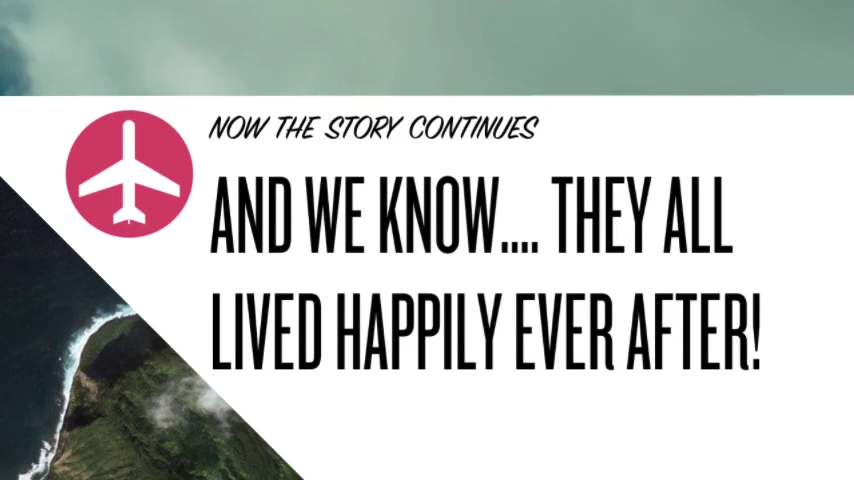 NOW THE STORY CONTINUES
AND WE KNOW.... THEY ALL
LIVED HAPPILY EVER AFTER!